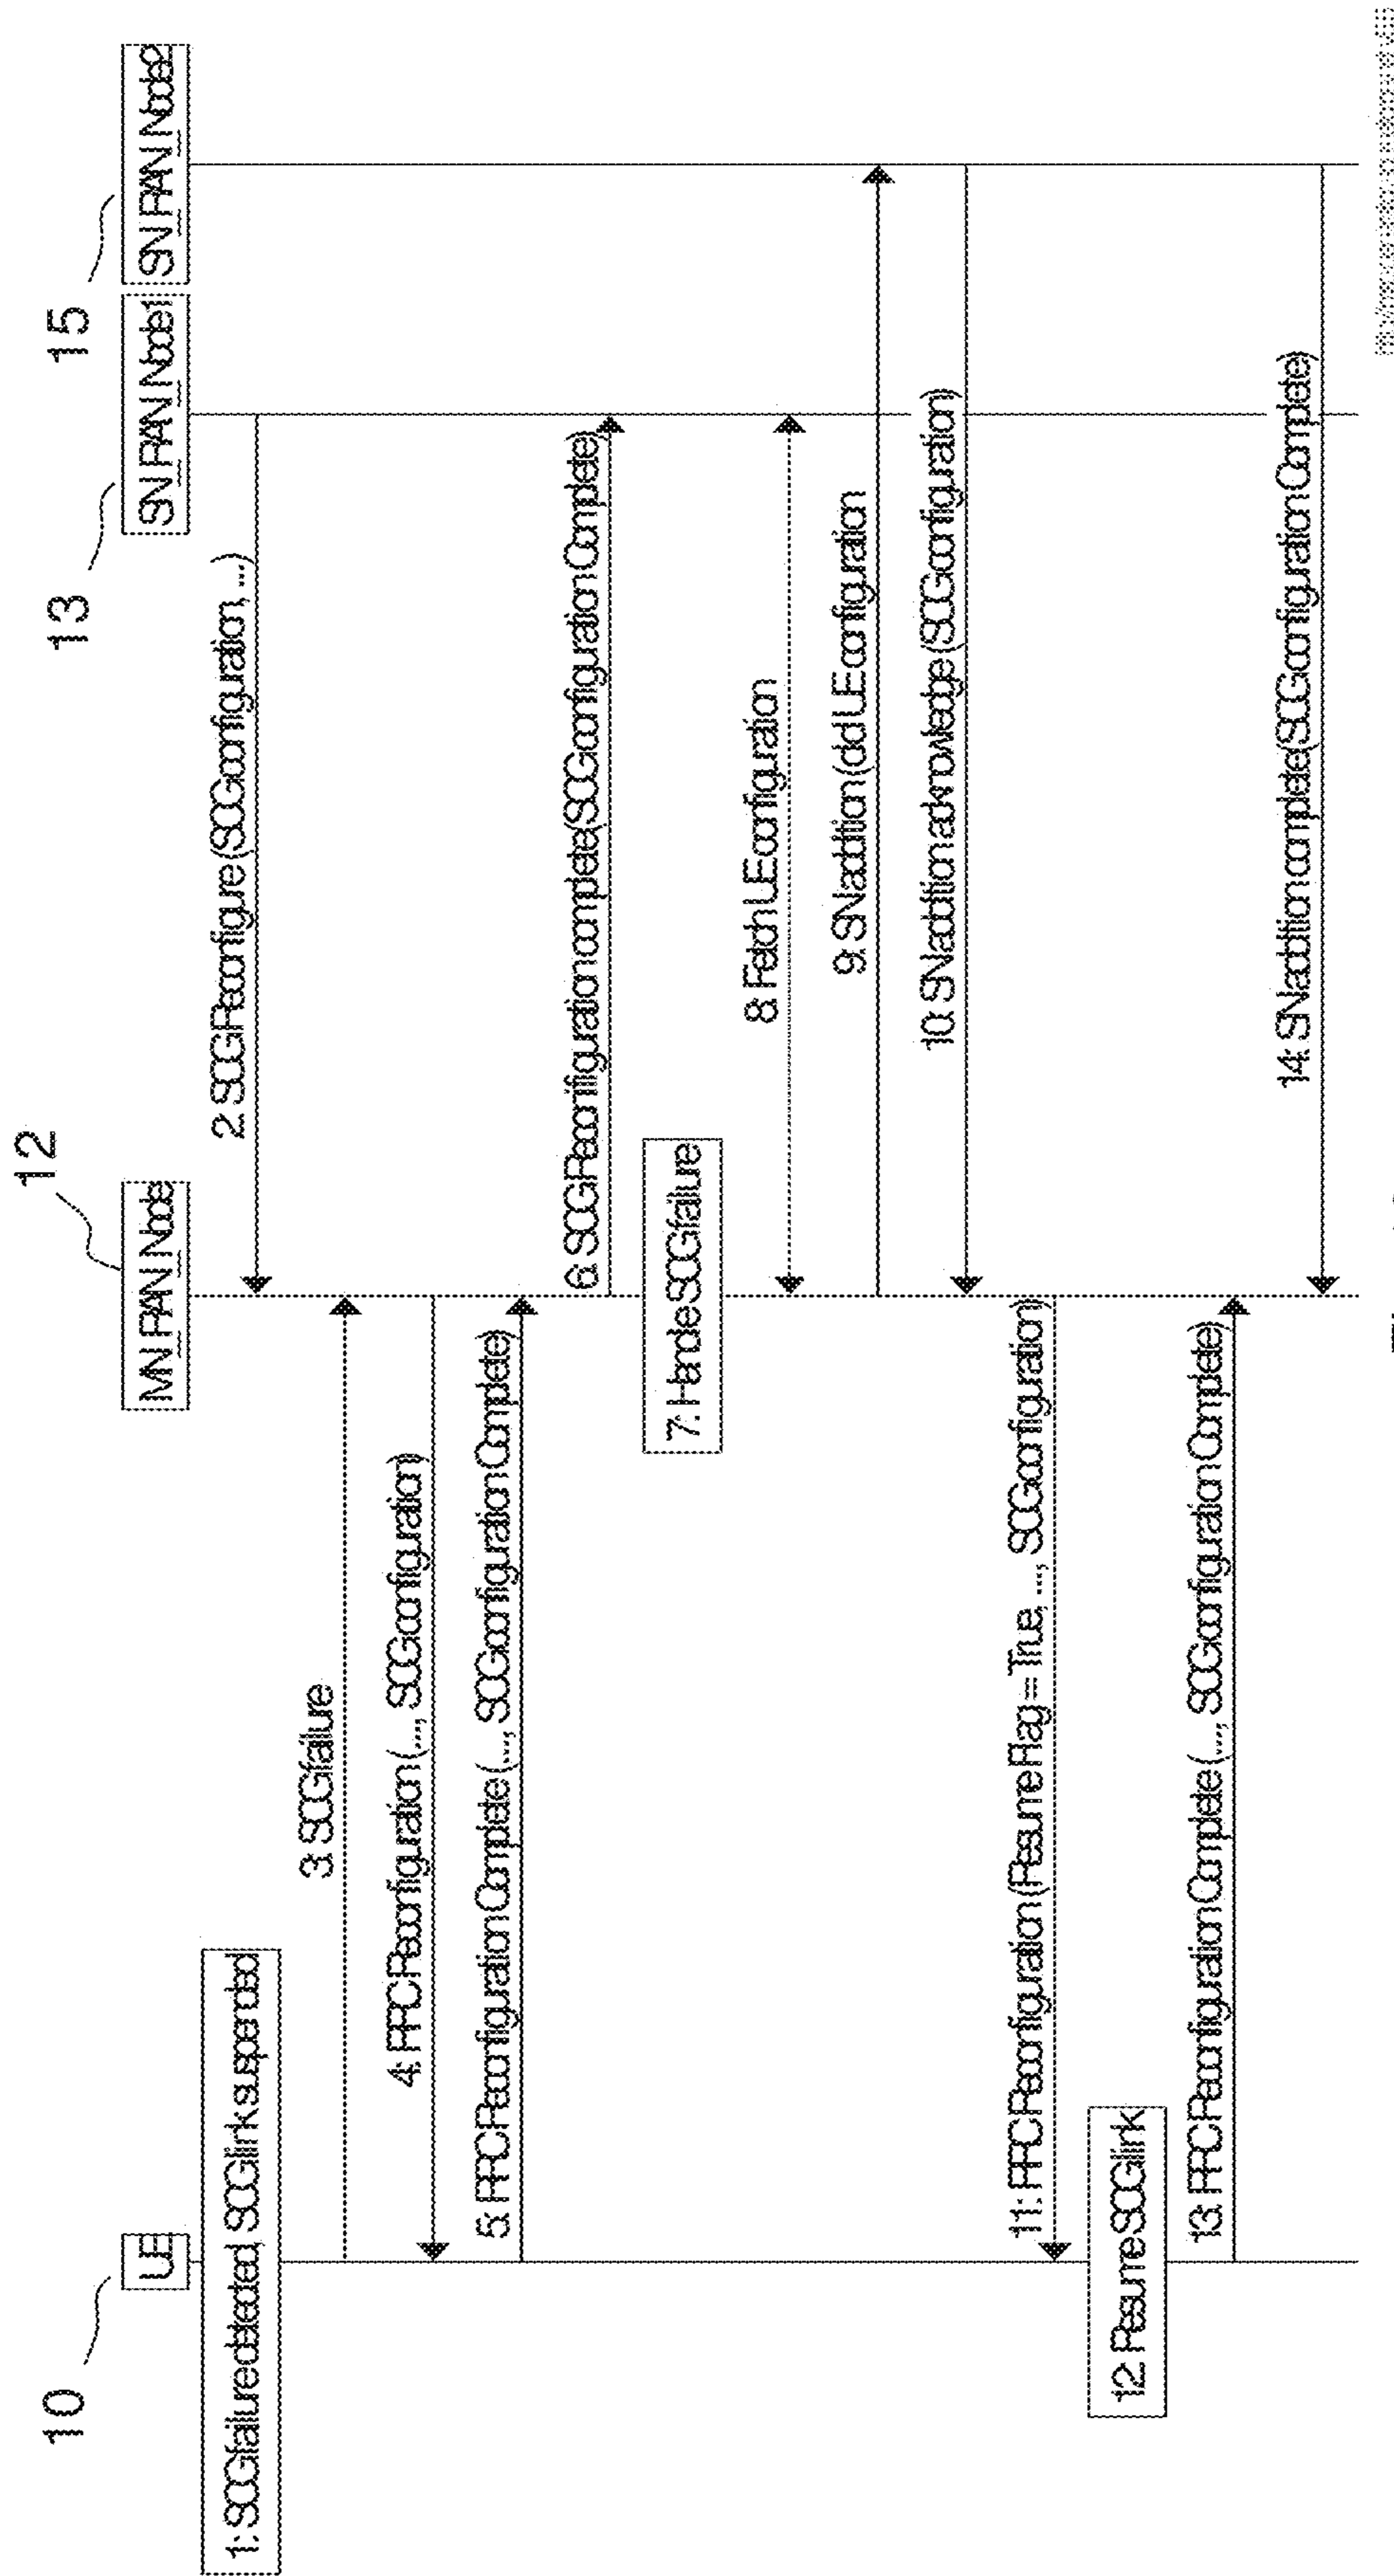 10
12
13
15
UE
MN RAN Node
SN RAN Node1
SN RAN Node2
1: SCG failure detected, SCG link suspended
2: SCG Reconfigure (SCG configuration, ...)
3: SCG failure
4: RRC Reconfiguration (..., SCG configuration)
5: RRC Reconfiguration Complete (..., SCG configuration Complete)
6: SCG Reconfiguration complete (SCG configuration Complete)
7: Handle SCG failure
8: Fetch UE configuration
9: SN addition (old UE configuration
10: SN addition acknowledge (SCG configuration)
11: RRC Reconfiguration (Resume Flag = True, ..., SCG configuration)
12: Resume SCG link
13: RRC Reconfiguration Complete (..., SCG configuration Complete)
14: SN addition complete (SCG configuration Complete)